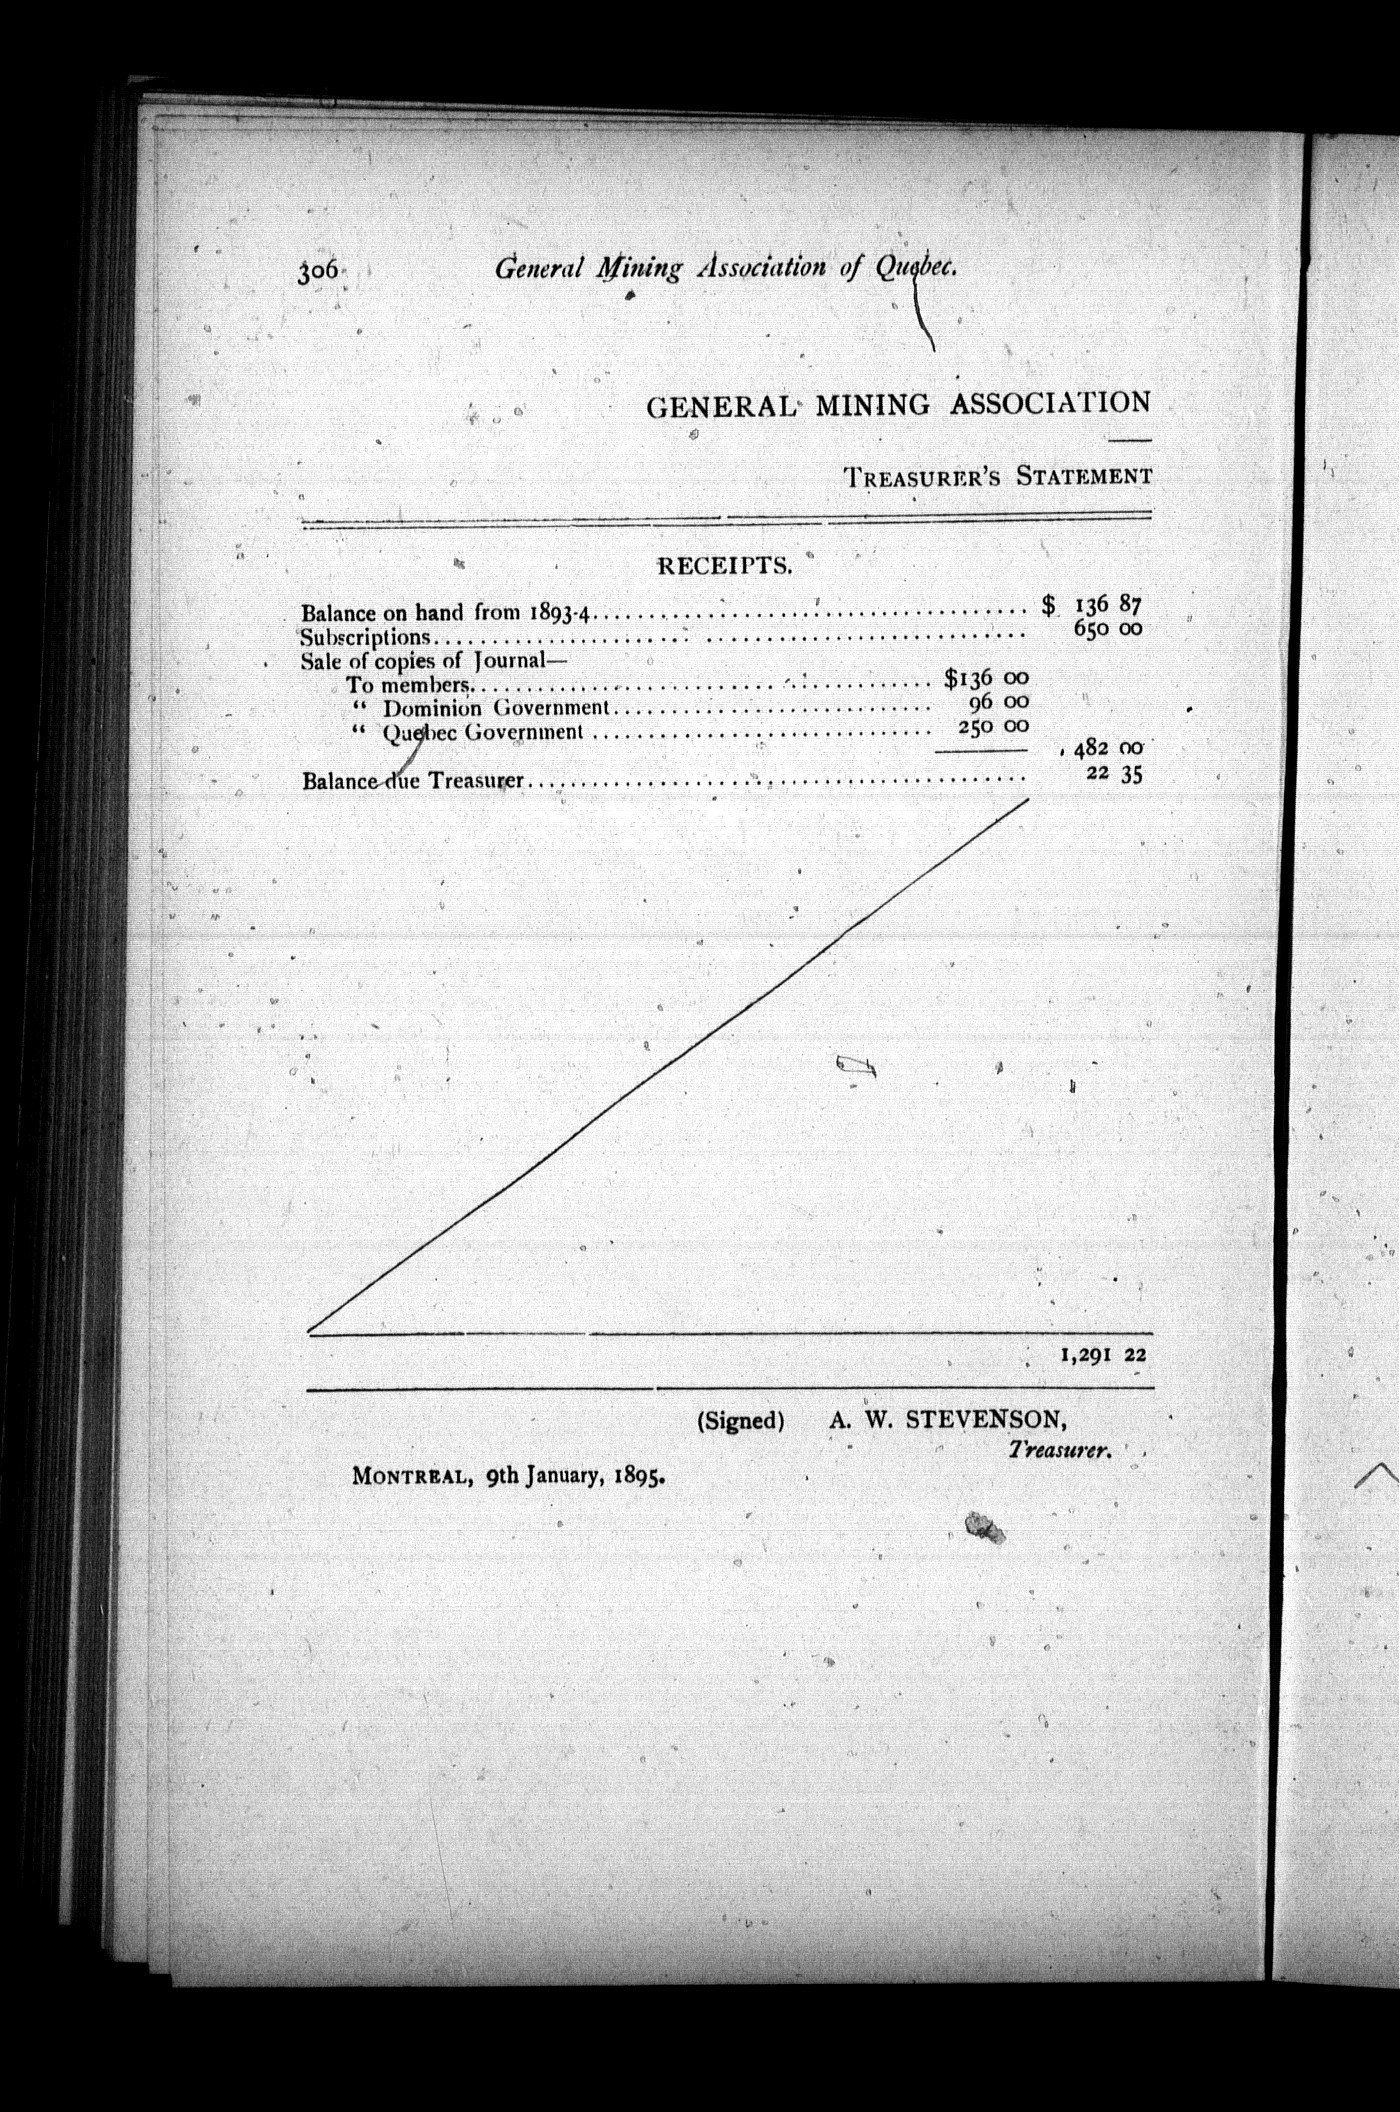 306
General Mining Association of Quebec.
GENERAL MINING ASSOCIATION
TREASURER'S STATEMENT
RECEIPTS.
Balance on hand from 1893-4........................................ $ 136 87
Subscriptions........................................ 650 00
Sale of copies of Journal—
To members........................................ $136 00
“ Dominion Government.............................. 96 00
“ Quebec Government .............................. 250 00
482 00
Balance due Treasurer........................................ 22 35
1,291 22
(Signed) A. W. STEVENSON,
Treasurer.
MONTREAL, 9th January, 1895.